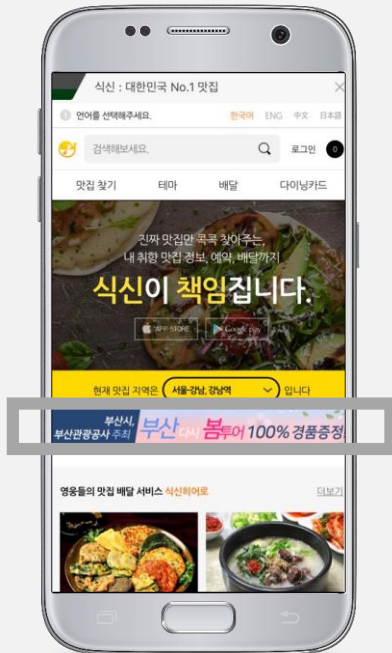 식신 : 대한민국 No.1 맛집
언어를 선택해주세요. 한국어 ENG 中文 日本語
검색해보세요. 로그인 0
맛집 찾기 테마 배달 다이닝카드
진짜 맛집만 콕콕 찾아주는,
내 취향 맛집 정보, 예약, 배달까지
식신이 책임집니다.
APP STORE Google play
현재 맛집 지역은 서울-강남,강남역 입니다
부산시,
부산관광공사 주최 부산 다시 봄투어 100% 경품증정!
영웅들의 맛집 배달 서비스 식신히어로 더보기